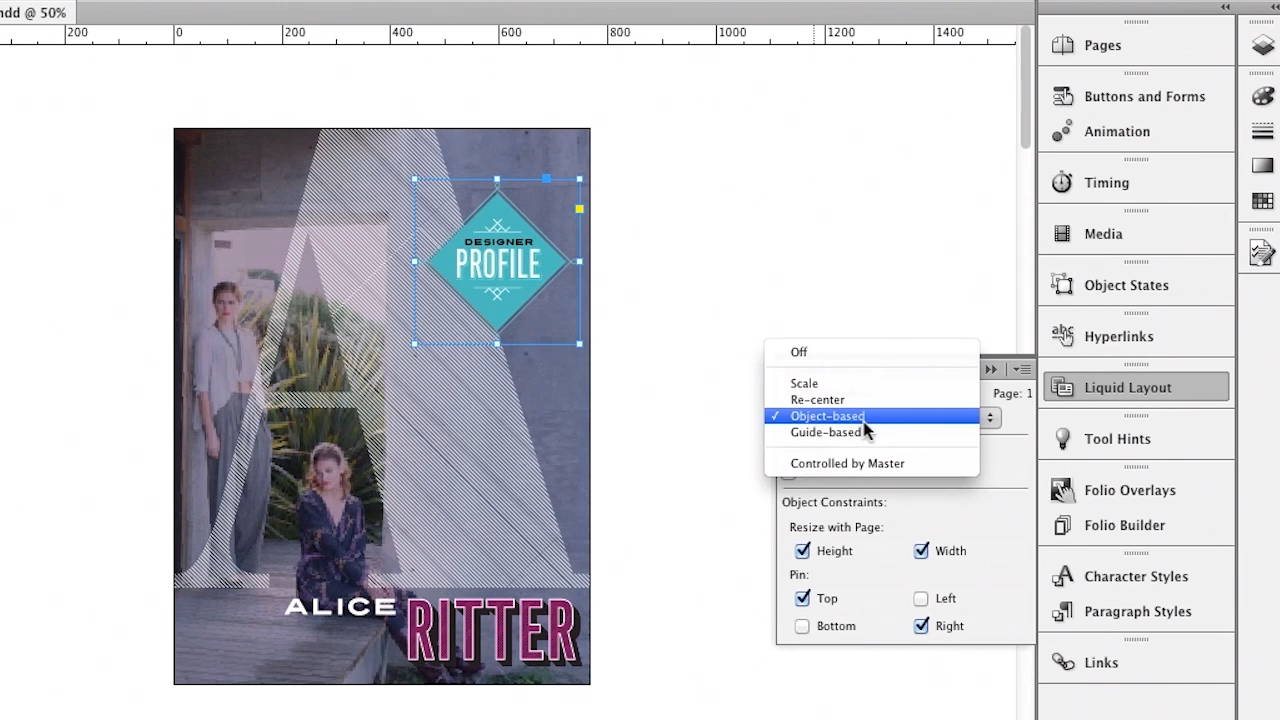 ndd @ 50%
200
0
200
400
600
800
1000
1200
1400
DESIGNER
PROFILE
ALICE RITTER
Off
Scale
Re-center
Object-based
Guide-based
Controlled by Master
Page: 1
Object Constraints:
Resize with Page:
Height Width
Pin:
Top Left
Bottom Right
Pages
Buttons and Forms
Animation
Timing
Media
Object States
abc
Hyperlinks
Liquid Layout
Tool Hints
Folio Overlays
Folio Builder
Character Styles
Paragraph Styles
Links